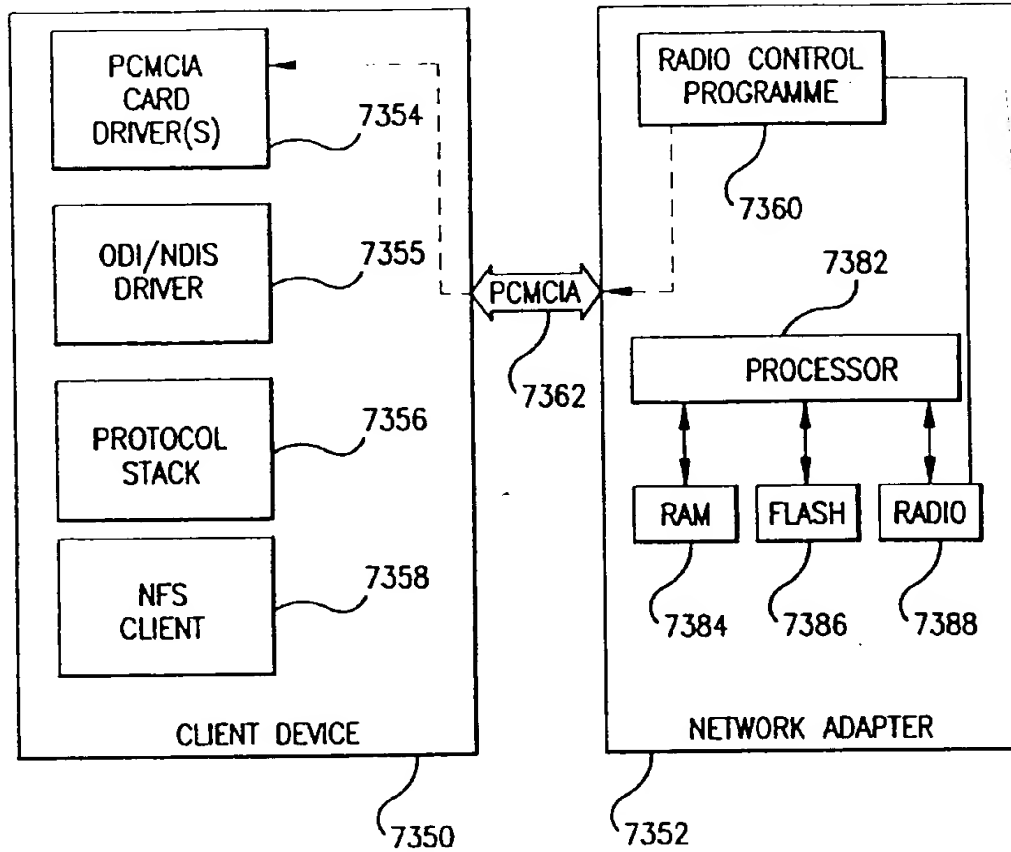 PCMCIA
CARD
DRIVER(S)
7354
ODI/NDIS
DRIVER
7355
PROTOCOL
STACK
7356
NFS
CLIENT
7358
CLIENT DEVICE
7350
PCMCIA
7362
RADIO CONTROL
PROGRAMME
7360
7382
PROCESSOR
RAM
FLASH
RADIO
7384
7386
7388
NETWORK ADAPTER
7352